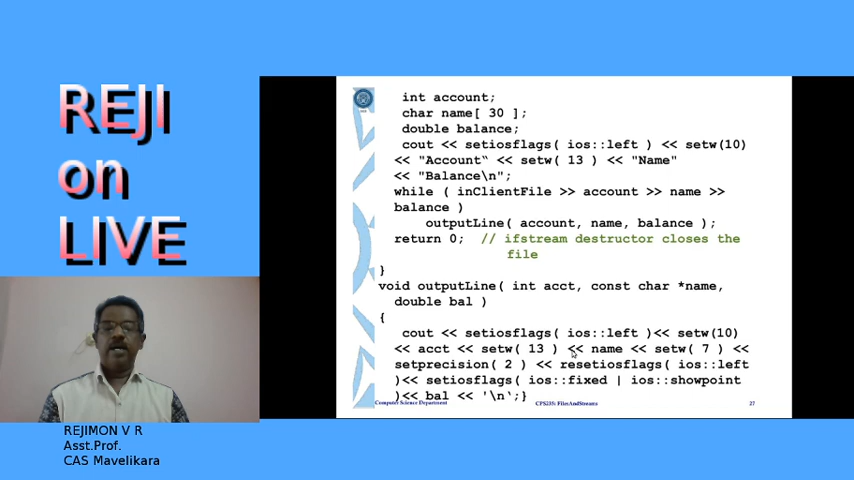 REJI
on
LIVE
int account;
char name[ 30 ];
double balance;
cout << setiosflags( ios::left ) << setw(10)
<< "Account“ << setw( 13 ) << "Name"
<< "Balance\n";
while ( inClientFile >> account >> name >>
balance )
outputLine( account, name, balance );
return 0;  // ifstream destructor closes the
file
}
void outputLine( int acct, const char *name,
double bal )
{
cout << setiosflags( ios::left )<< setw(10)
<< acct << setw( 13 ) << name << setw( 7 ) <<
setprecision( 2 ) << resetiosflags( ios::left
)<< setiosflags( ios::fixed | ios::showpoint
)<< bal << '\n‘;}
Computer Science Department
CPS235: FilesAndStreams
27
REJIMON V R
Asst.Prof.
CAS Mavelikara